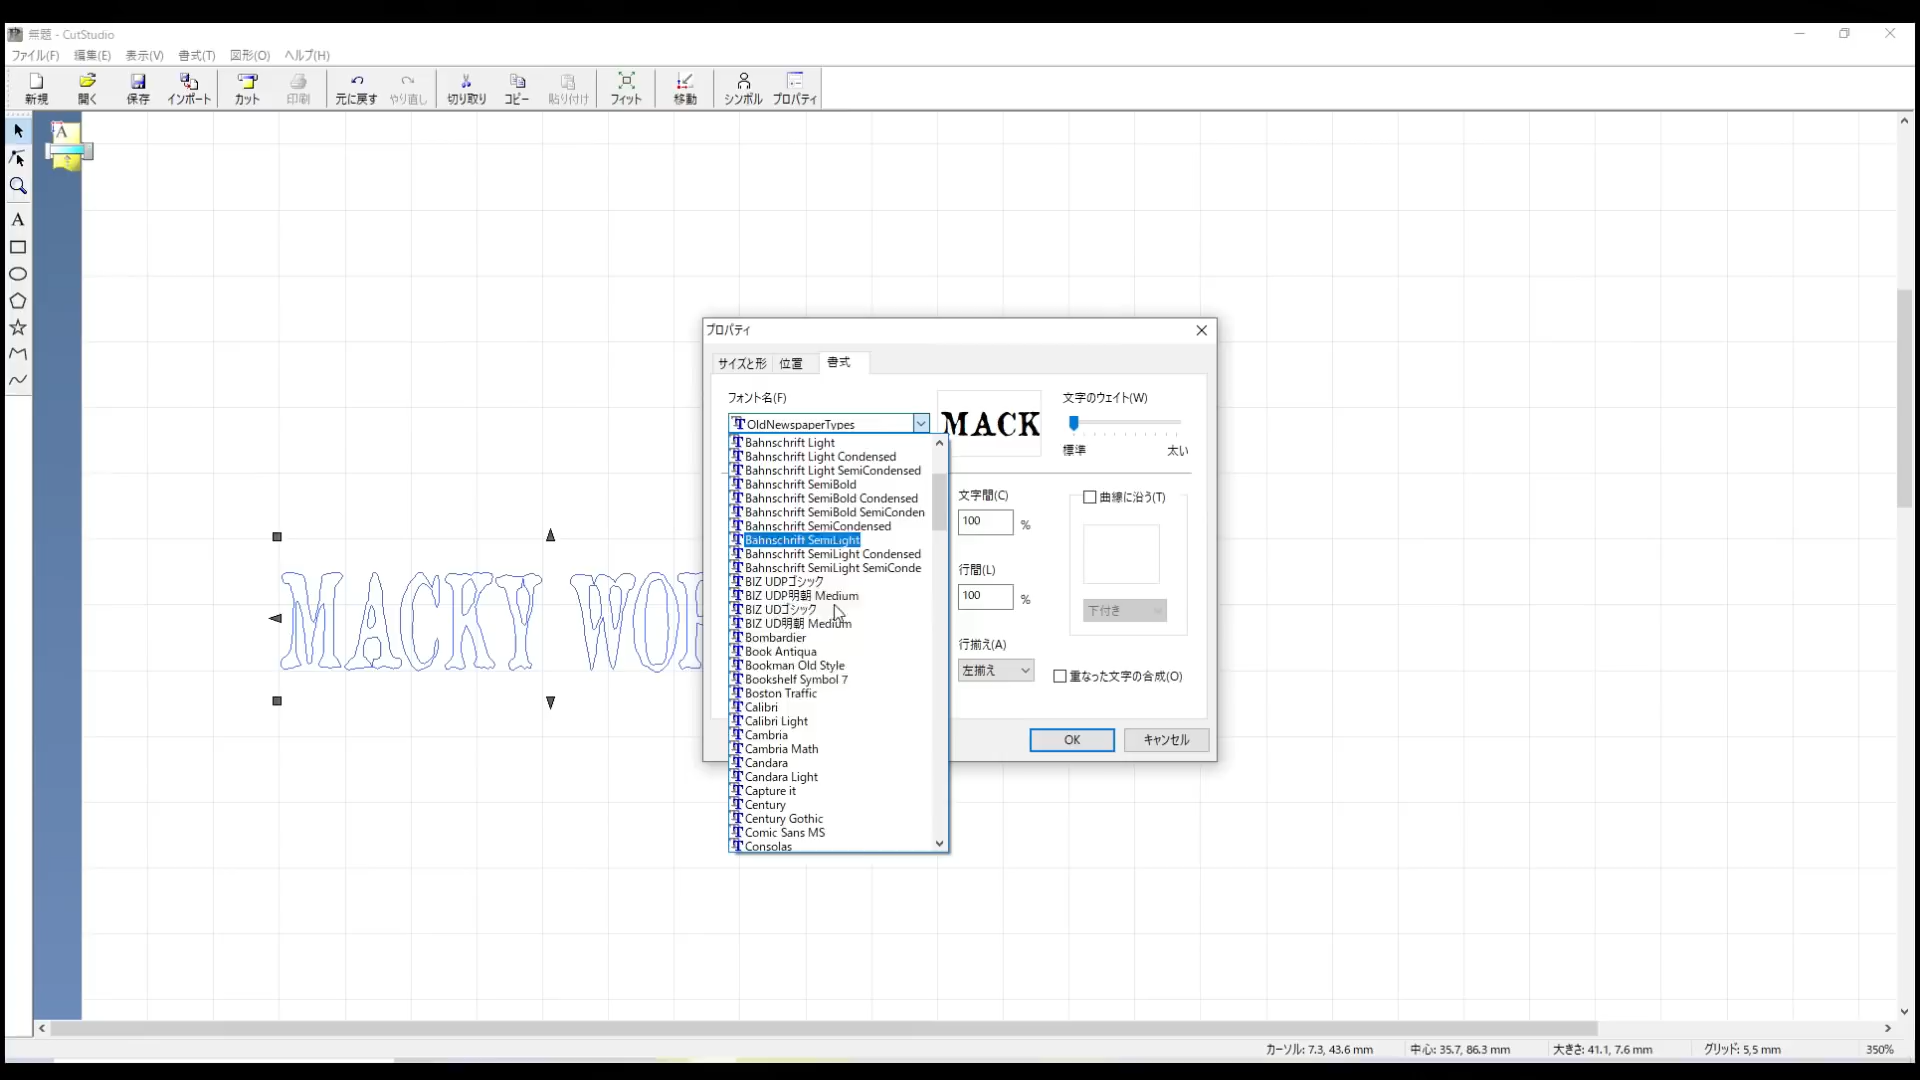 無題 - CutStudio
ファイル(F) 編集(E) 表示(V) 書式(T) 図形(O) ヘルプ(H)
新規 開く 保存 インポート カット 印刷 元に戻す やり直し 切り取り コピー 貼り付け フィット 移動 シンボル プロパティ
A
A
MACKY WOR
プロパティ
サイズと形 位置 書式
フォント名(F)
OldNewspaperTypes
MACK
文字のウェイト(W)
標準 太い
Bahnschrift Light
Bahnschrift Light Condensed
Bahnschrift Light SemiCondensed
Bahnschrift SemiBold
Bahnschrift SemiBold Condensed
Bahnschrift SemiBold SemiConden
Bahnschrift SemiCondensed
Bahnschrift SemiLight
Bahnschrift SemiLight Condensed
Bahnschrift SemiLight SemiConde
BIZ UDPゴシック
BIZ UDP明朝 Medium
BIZ UDゴシック
BIZ UD明朝 Medium
Bombardier
Book Antiqua
Bookman Old Style
Bookshelf Symbol 7
Boston Traffic
Calibri
Calibri Light
Cambria
Cambria Math
Candara
Candara Light
Capture it
Century
Century Gothic
Comic Sans MS
Consolas
文字間(C)
100 %
行間(L)
100 %
行揃え(A)
左揃え
曲線に沿う(T)
下付き
重なった文字の合成(O)
OK キャンセル
カーソル: 7.3, 43.6 mm 中心: 35.7, 86.3 mm 大きさ: 41.1, 7.6 mm グリッド: 5,5 mm 350%